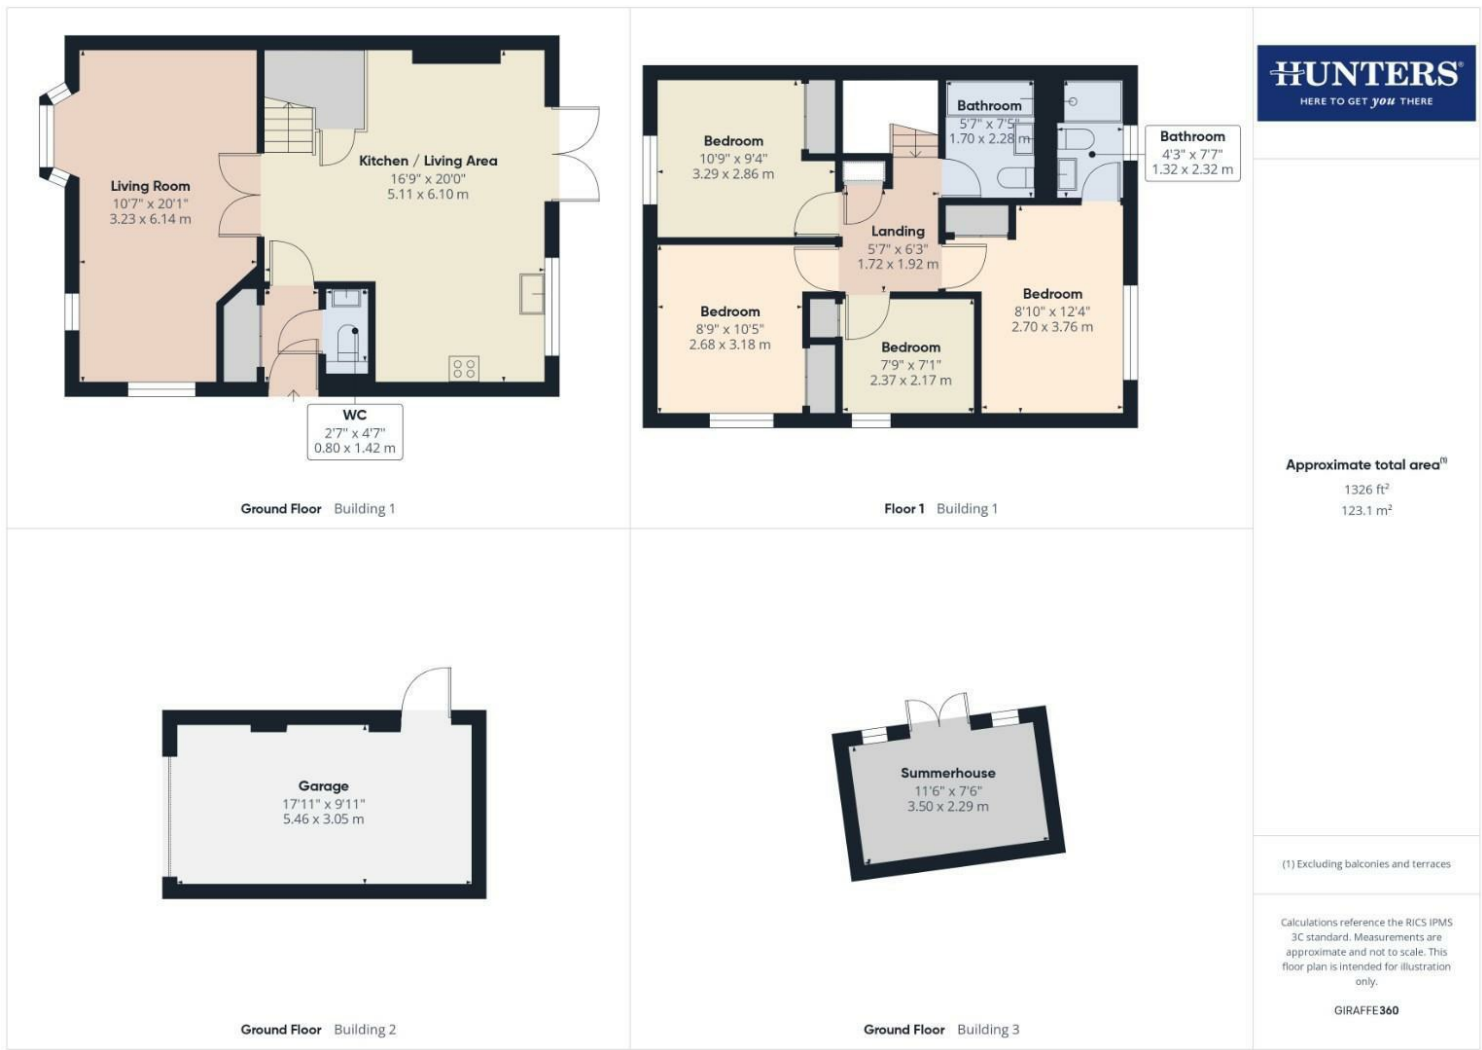 Living Room
10'7" x 20'1"
3.23 x 6.14 m
Kitchen / Living Area
16'9" x 20'0"
5.11 x 6.10 m
WC
2'7" x 4'7"
0.80 x 1.42 m
Ground Floor Building 1
Bedroom
10'9" x 9'4"
3.29 x 2.86 m
Bathroom
5'7" x 7'5"
1.70 x 2.28 m
Bathroom
4'3" x 7'7"
1.32 x 2.32 m
Landing
5'7" x 6'3"
1.72 x 1.92 m
Bedroom
8'9" x 10'5"
2.68 x 3.18 m
Bedroom
7'9" x 7'1"
2.37 x 2.17 m
Bedroom
8'10" x 12'4"
2.70 x 3.76 m
Floor 1 Building 1
Garage
17'11" x 9'11"
5.46 x 3.05 m
Ground Floor Building 2
Summerhouse
11'6" x 7'6"
3.50 x 2.29 m
Ground Floor Building 3
HUNTERS®
HERE TO GET you THERE
Approximate total area(1)
1326 ft²
123.1 m²
(1) Excluding balconies and terraces
Calculations reference the RICS IPMS
3C standard. Measurements are
approximate and not to scale. This
floor plan is intended for illustration
only.
GIRAFFE360